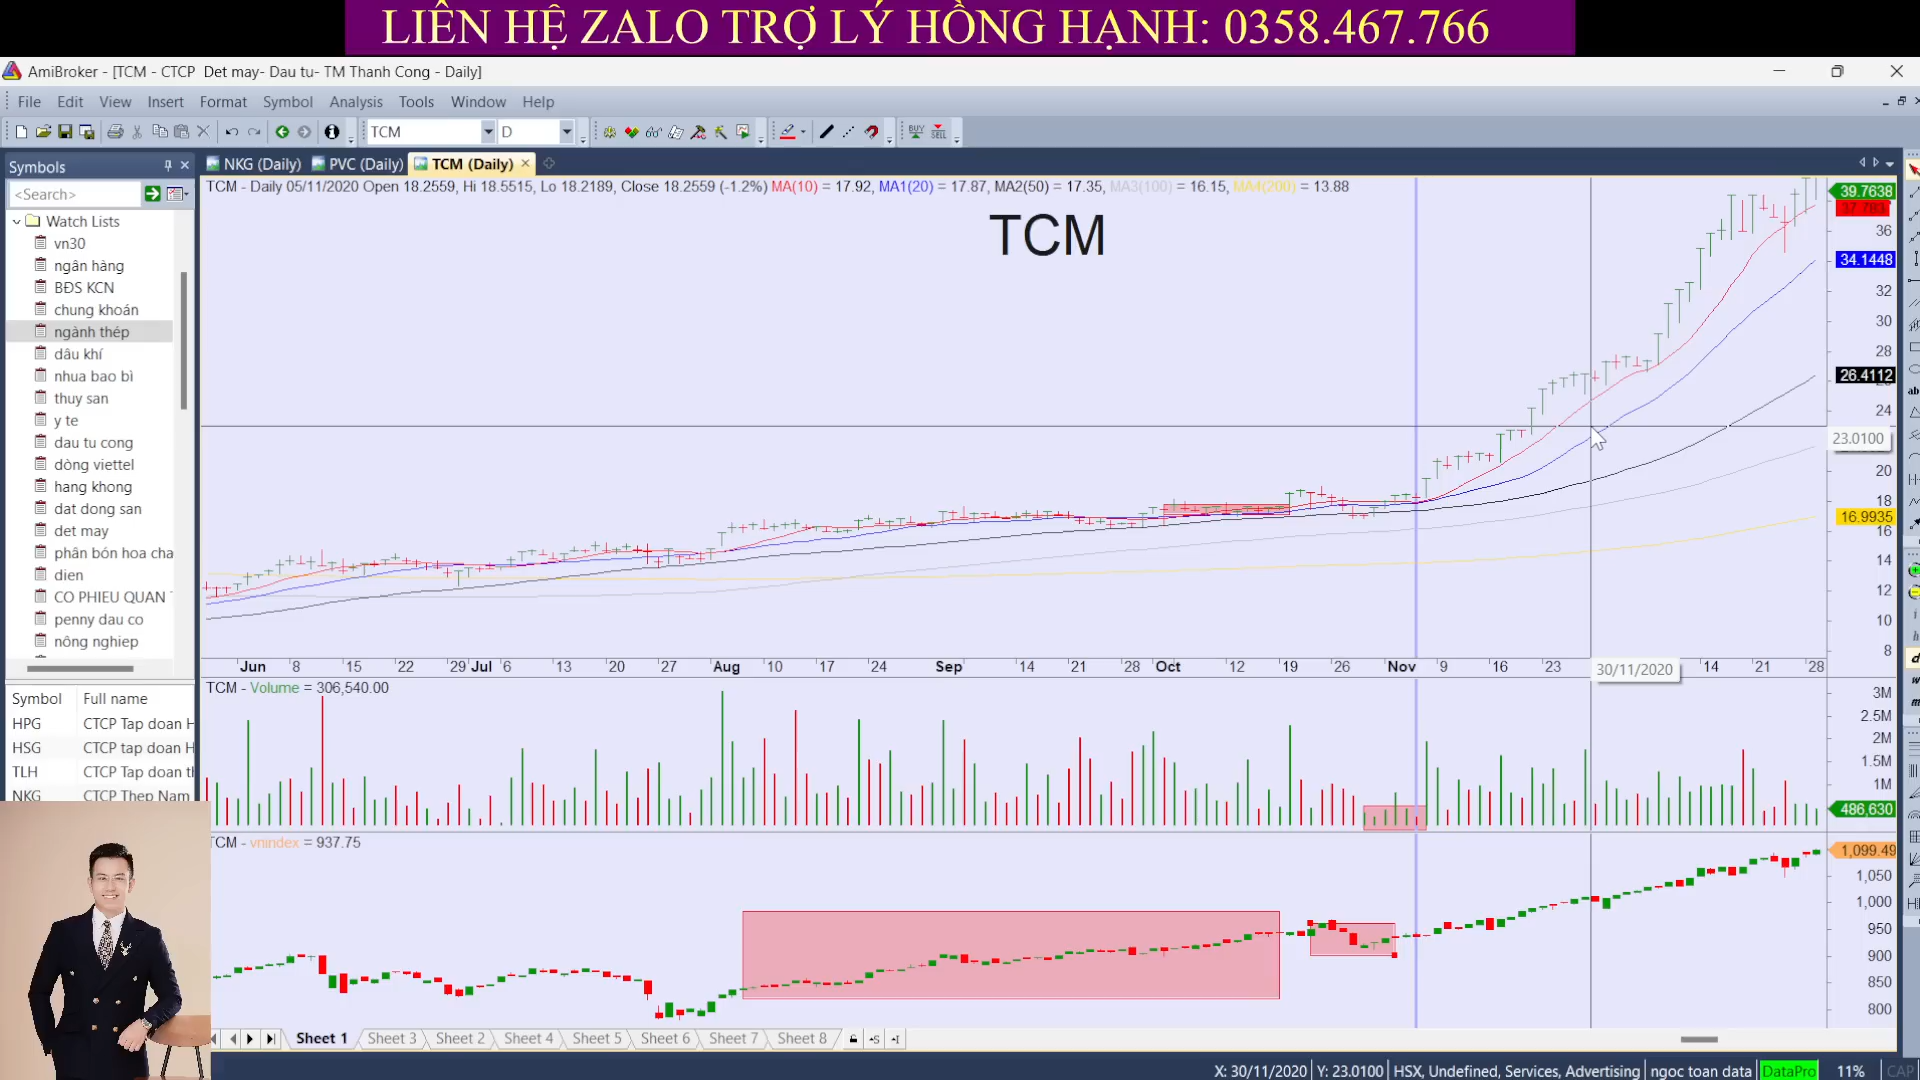 LIÊN HỆ ZALO TRỢ LÝ HỒNG HẠNH: 0358.467.766
AmiBroker - [TCM - CTCP Det may- Dau tu- TM Thanh Cong - Daily]
File Edit View Insert Format Symbol Analysis Tools Window Help
TCM D BUY SELL
Symbols NKG (Daily) PVC (Daily) TCM (Daily)
<Search>
TCM - Daily 05/11/2020 Open 18.2559, Hi 18.5515, Lo 18.2189, Close 18.2559 (-1.2%) MA(10) = 17.92, MA1(20) = 17.87, MA2(50) = 17.35, MA3(100) = 16.15, MA4(200) = 13.88
TCM
Watch Lists
vn30
ngân hàng
BĐS KCN
chung khoán
ngành thép
dâu khí
nhua bao bì
thuy san
y te
dau tu cong
dòng viettel
hang khong
dat dong san
det may
phân bón hoa cha
dien
CO PHIEU QUAN
penny dau co
nông nghiep
39.7638
37.783
36
34.1448
32
30
28
26.4112
24
23.0100
20
18
16.9935
16
14
12
10
8
Jun 8 15 22 29 Jul 6 13 20 27 Aug 10 17 24 Sep 14 21 28 Oct 12 19 26 Nov 9 16 23 30/11/2020 14 21 28
Symbol Full name
HPG CTCP Tap doan H
HSG CTCP tap doan H
TLH CTCP Tap doan th
NKG CTCP Thep Nam
TCM - Volume = 306,540.00
3M
2.5M
2M
1.5M
1M
486,630
TCM - vnindex = 937.75
1,099.49
1,050
1,000
950
900
850
800
Sheet 1 Sheet 3 Sheet 2 Sheet 4 Sheet 5 Sheet 6 Sheet 7 Sheet 8
X: 30/11/2020 Y: 23.0100 HSX, Undefined, Services, Advertising ngoc toan data DataPro 11% CAP